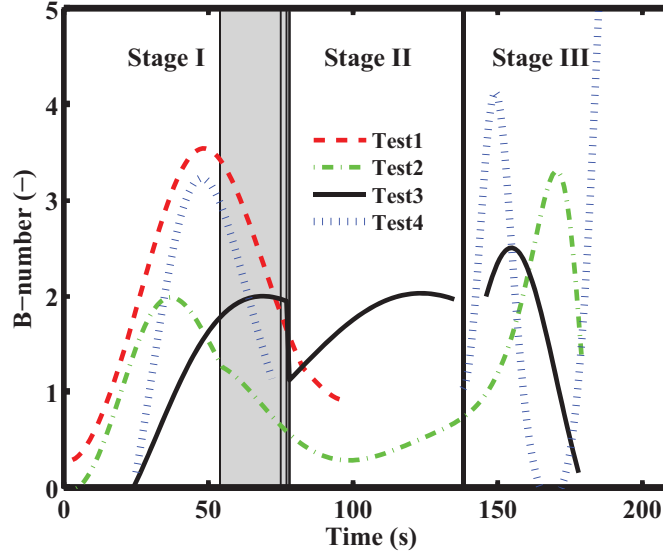 5
4
3
2
1
0
B−number (−)
Stage I
Stage II
Stage III
Test1
Test2
Test3
Test4
0
50
100
150
200
Time (s)